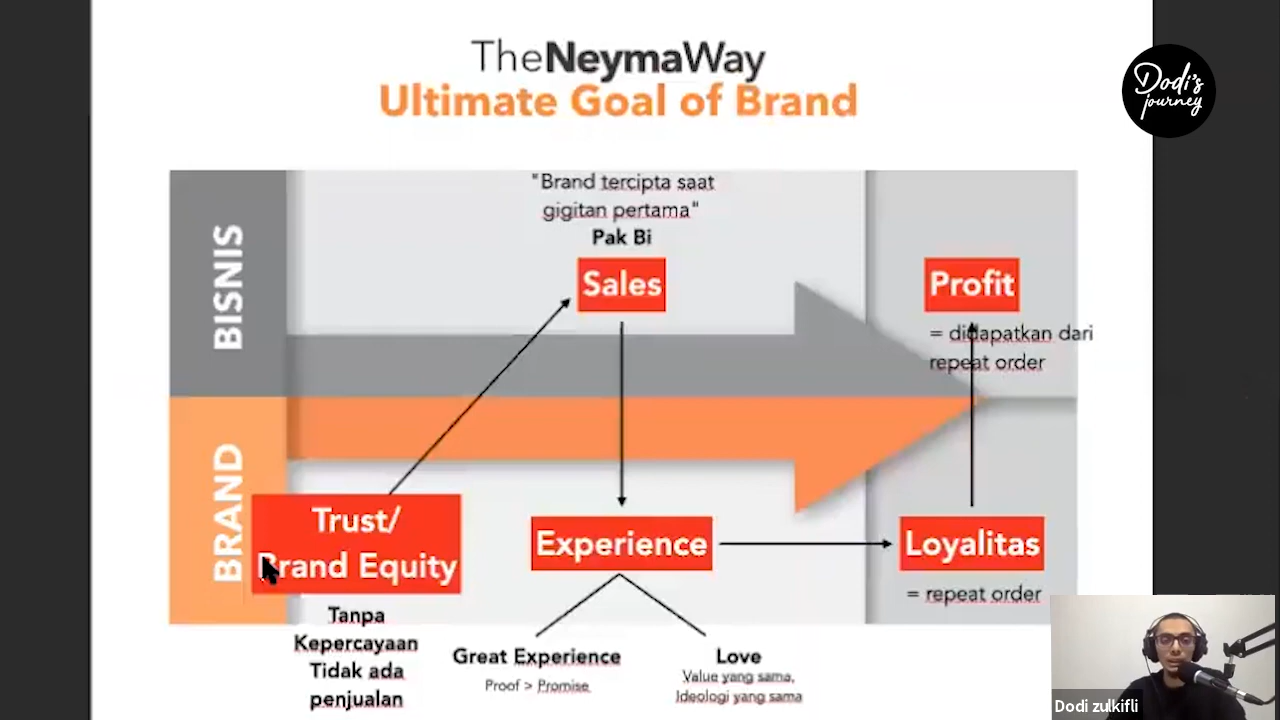 TheNeymaWay
Ultimate Goal of Brand
Dodi's
journey
BISNIS
"Brand tercipta saat
gigitan pertama"
Pak Bi
Sales
Profit
= didapatkan dari
repeat order
BRAND
Trust/
Brand Equity
Experience
Loyalitas
= repeat order
Tanpa
Kepercayaan
Tidak ada
penjualan
Great Experience
Proof > Promise
Love
Value yang sama,
Ideologi yang sama
Dodi zulkifli